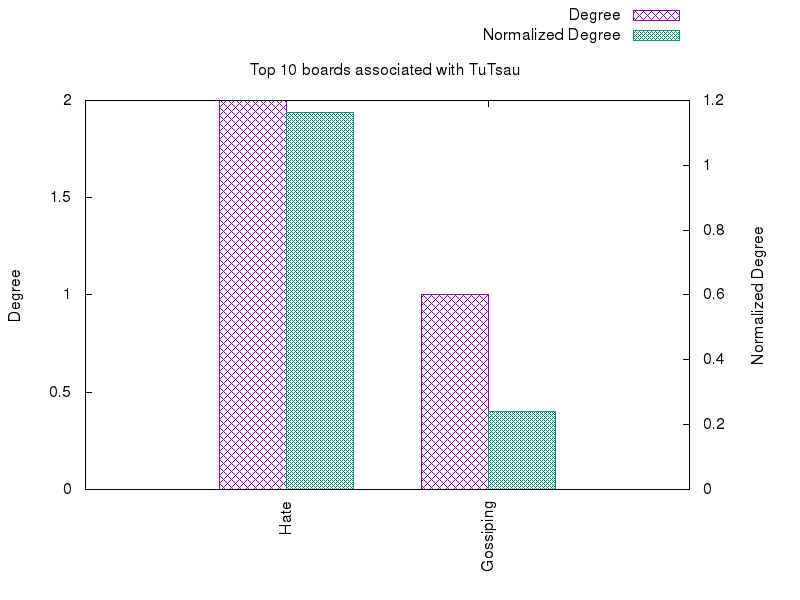 Degree
Normalized Degree
Top 10 boards associated with TuTsau
2
1.5
1
0.5
0
1.2
1
0.8
0.6
0.4
0.2
0
Degree
Normalized Degree
Hate
Gossiping